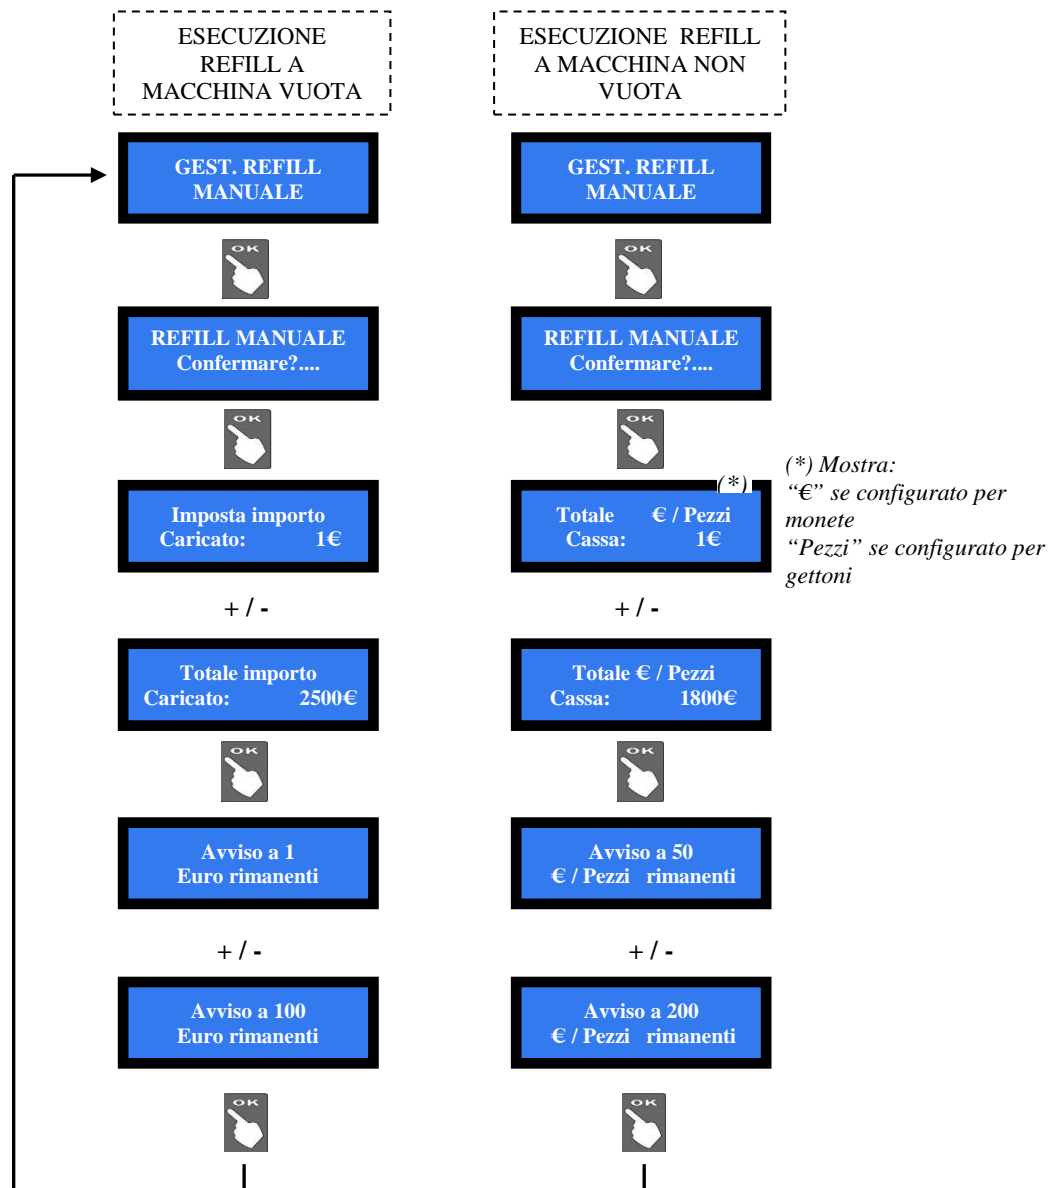 ESECUZIONE
REFILL A
MACCHINA VUOTA
GEST. REFILL
MANUALE
OK
REFILL MANUALE
Confermare?....
OK
Imposta importo
Caricato: 1€
+ / -
Totale importo
Caricato: 2500€
OK
Avviso a 1
Euro rimanenti
+ / -
Avviso a 100
Euro rimanenti
OK
ESECUZIONE REFILL
A MACCHINA NON
VUOTA
GEST. REFILL
MANUALE
OK
REFILL MANUALE
Confermare?....
OK
(*)
Totale € / Pezzi
Cassa: 1€
(*) Mostra:
“€” se configurato per
monete
“Pezzi” se configurato per
gettoni
+ / -
Totale € / Pezzi
Cassa: 1800€
OK
Avviso a 50
€ / Pezzi rimanenti
+ / -
Avviso a 200
€ / Pezzi rimanenti
OK